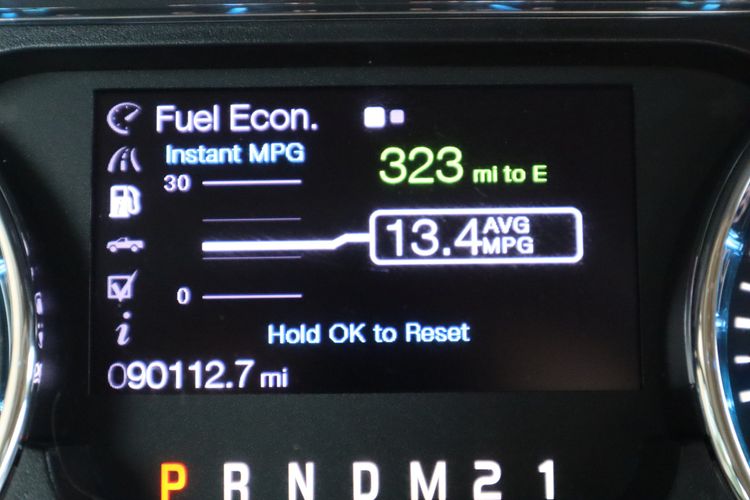 Fuel Econ.
Instant MPG
323 mi to E
30
13.4 AVG MPG
0
Hold OK to Reset
090112.7 mi
P R N D M 2 1